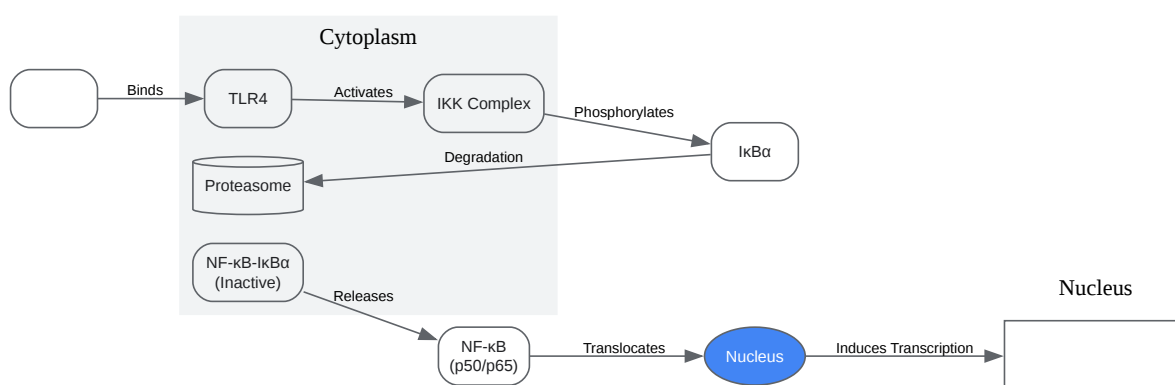 Cytoplasm
Binds
TLR4
Activates
IKK Complex
Phosphorylates
IκBα
Degradation
Proteasome
NF-κB-IκBα
(Inactive)
Releases
NF-κB
(p50/p65)
Translocates
Nucleus
Induces Transcription
Nucleus